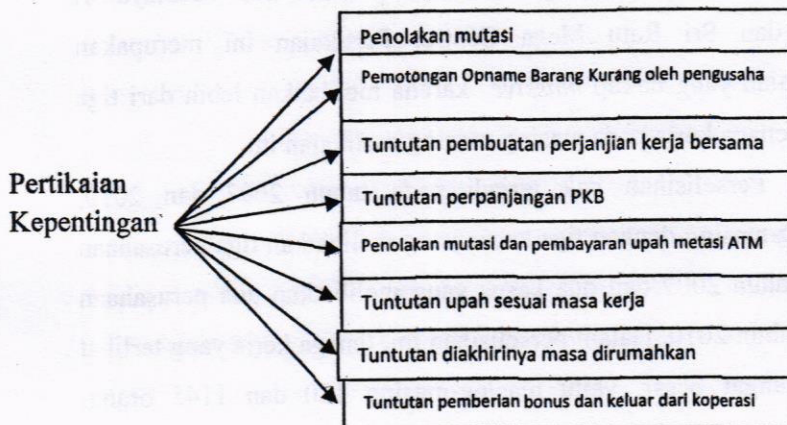 Pertikaian
Kepentingan
Penolakan mutasi
Pemotongan Opname Barang Kurang oleh pengusaha
Tuntutan pembuatan perjanjian kerja bersama
Tuntutan perpanjangan PKB
Penolakan mutasi dan pembayaran upah metasi ATM
Tuntutan upah sesuai masa kerja
Tuntutan diakhirinya masa dirumahkan
Tuntutan pemberian bonus dan keluar dari koperasi